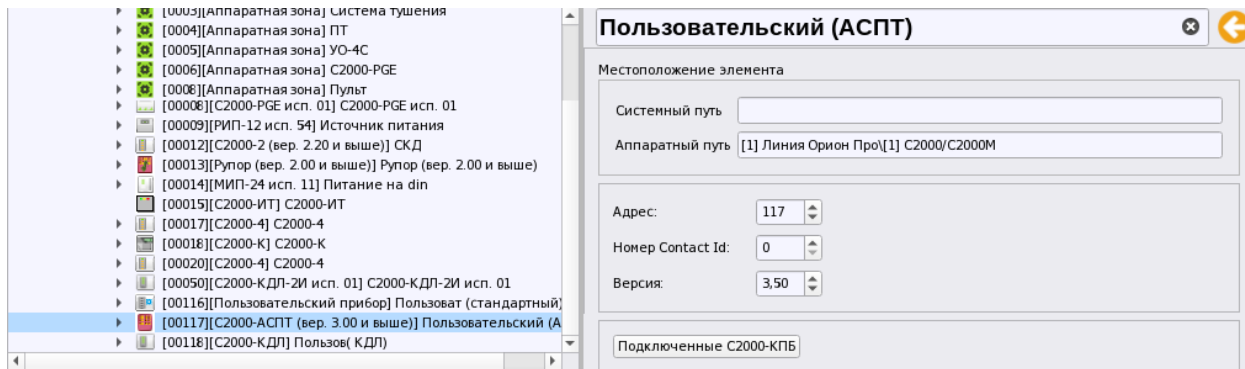 [0003][Аппаратная зона] Система тушения
[0004][Аппаратная зона] ПТ
[0005][Аппаратная зона] УО-4С
[0006][Аппаратная зона] С2000-PGE
[0008][Аппаратная зона] Пульт
[00008][С2000-PGE исп. 01] С2000-PGE исп. 01
[00009][РИП-12 исп. 54] Источник питания
[00012][С2000-2 (вер. 2.20 и выше)] СКД
[00013][Рупор (вер. 2.00 и выше)] Рупор (вер. 2.00 и выше)
[00014][МИП-24 исп. 11] Питание на din
[00015][С2000-ИТ] С2000-ИТ
[00017][С2000-4] С2000-4
[00018][С2000-К] С2000-К
[00020][С2000-4] С2000-4
[00050][С2000-КДЛ-2И исп. 01] С2000-КДЛ-2И исп. 01
[00116][Пользовательский прибор] Пользоват (стандартный)
[00117][С2000-АСПТ (вер. 3.00 и выше)] Пользовательский (А
[00118][С2000-КДЛ] Пользов( КДЛ)
Пользовательский (АСПТ)
Местоположение элемента
Системный путь
Аппаратный путь [1] Линия Орион Про\[1] С2000/С2000М
Адрес: 117
Номер Contact Id: 0
Версия: 3,50
Подключенные С2000-КПБ